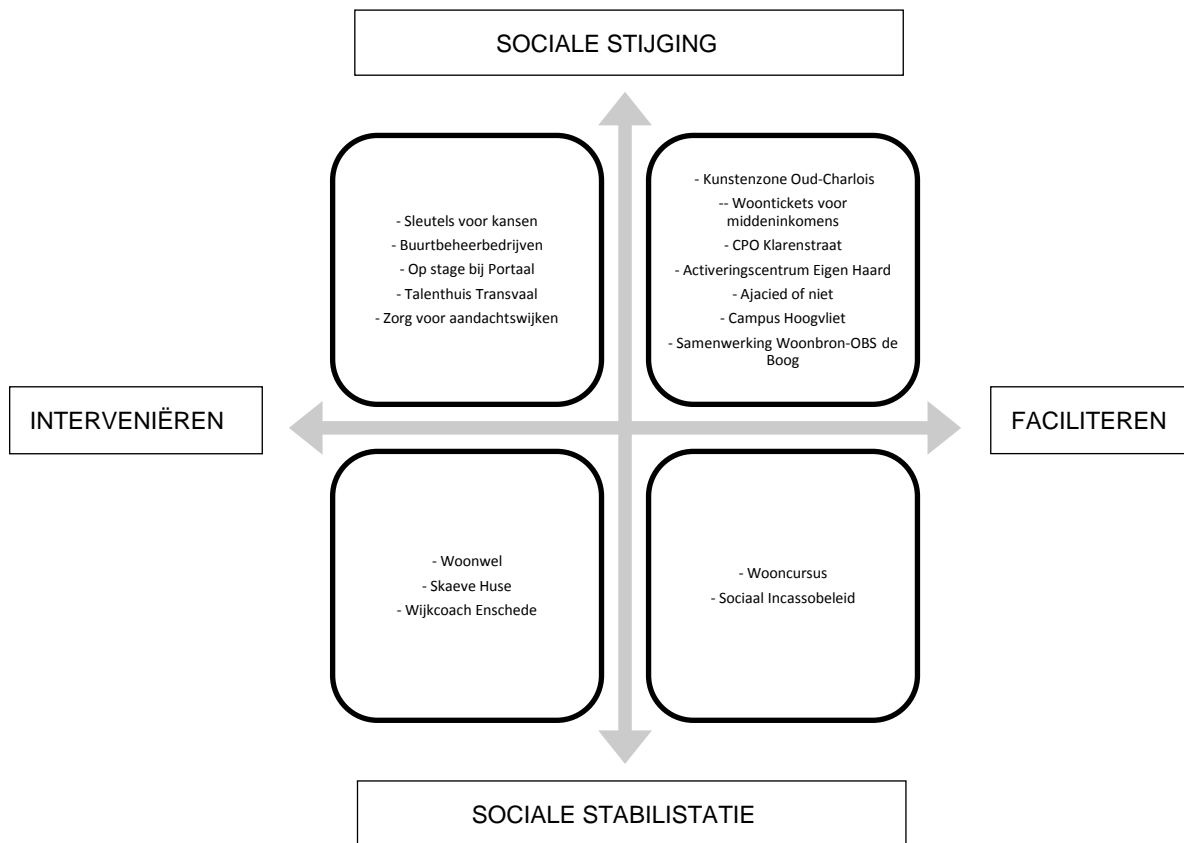 SOCIALE STIJGING
- Sleutels voor kansen
- Buurtbeheerbedrijven
- Op stage bij Portaal
- Talenthuis Transvaal
- Zorg voor aandachtswijken
- Kunstenzone Oud-Charlois
-- Woontickets voor
middeninkomens
- CPO Klarenstraat
- Activeringscentrum Eigen Haard
- Ajacied of niet
- Campus Hoogvliet
- Samenwerking Woonbron-OBS de
Boog
INTERVENIËREN
FACILITEREN
- Woonwel
- Skaeve Huse
- Wijkcoach Enschede
- Wooncursus
- Sociaal Incassobeleid
SOCIALE STABILISTATIE